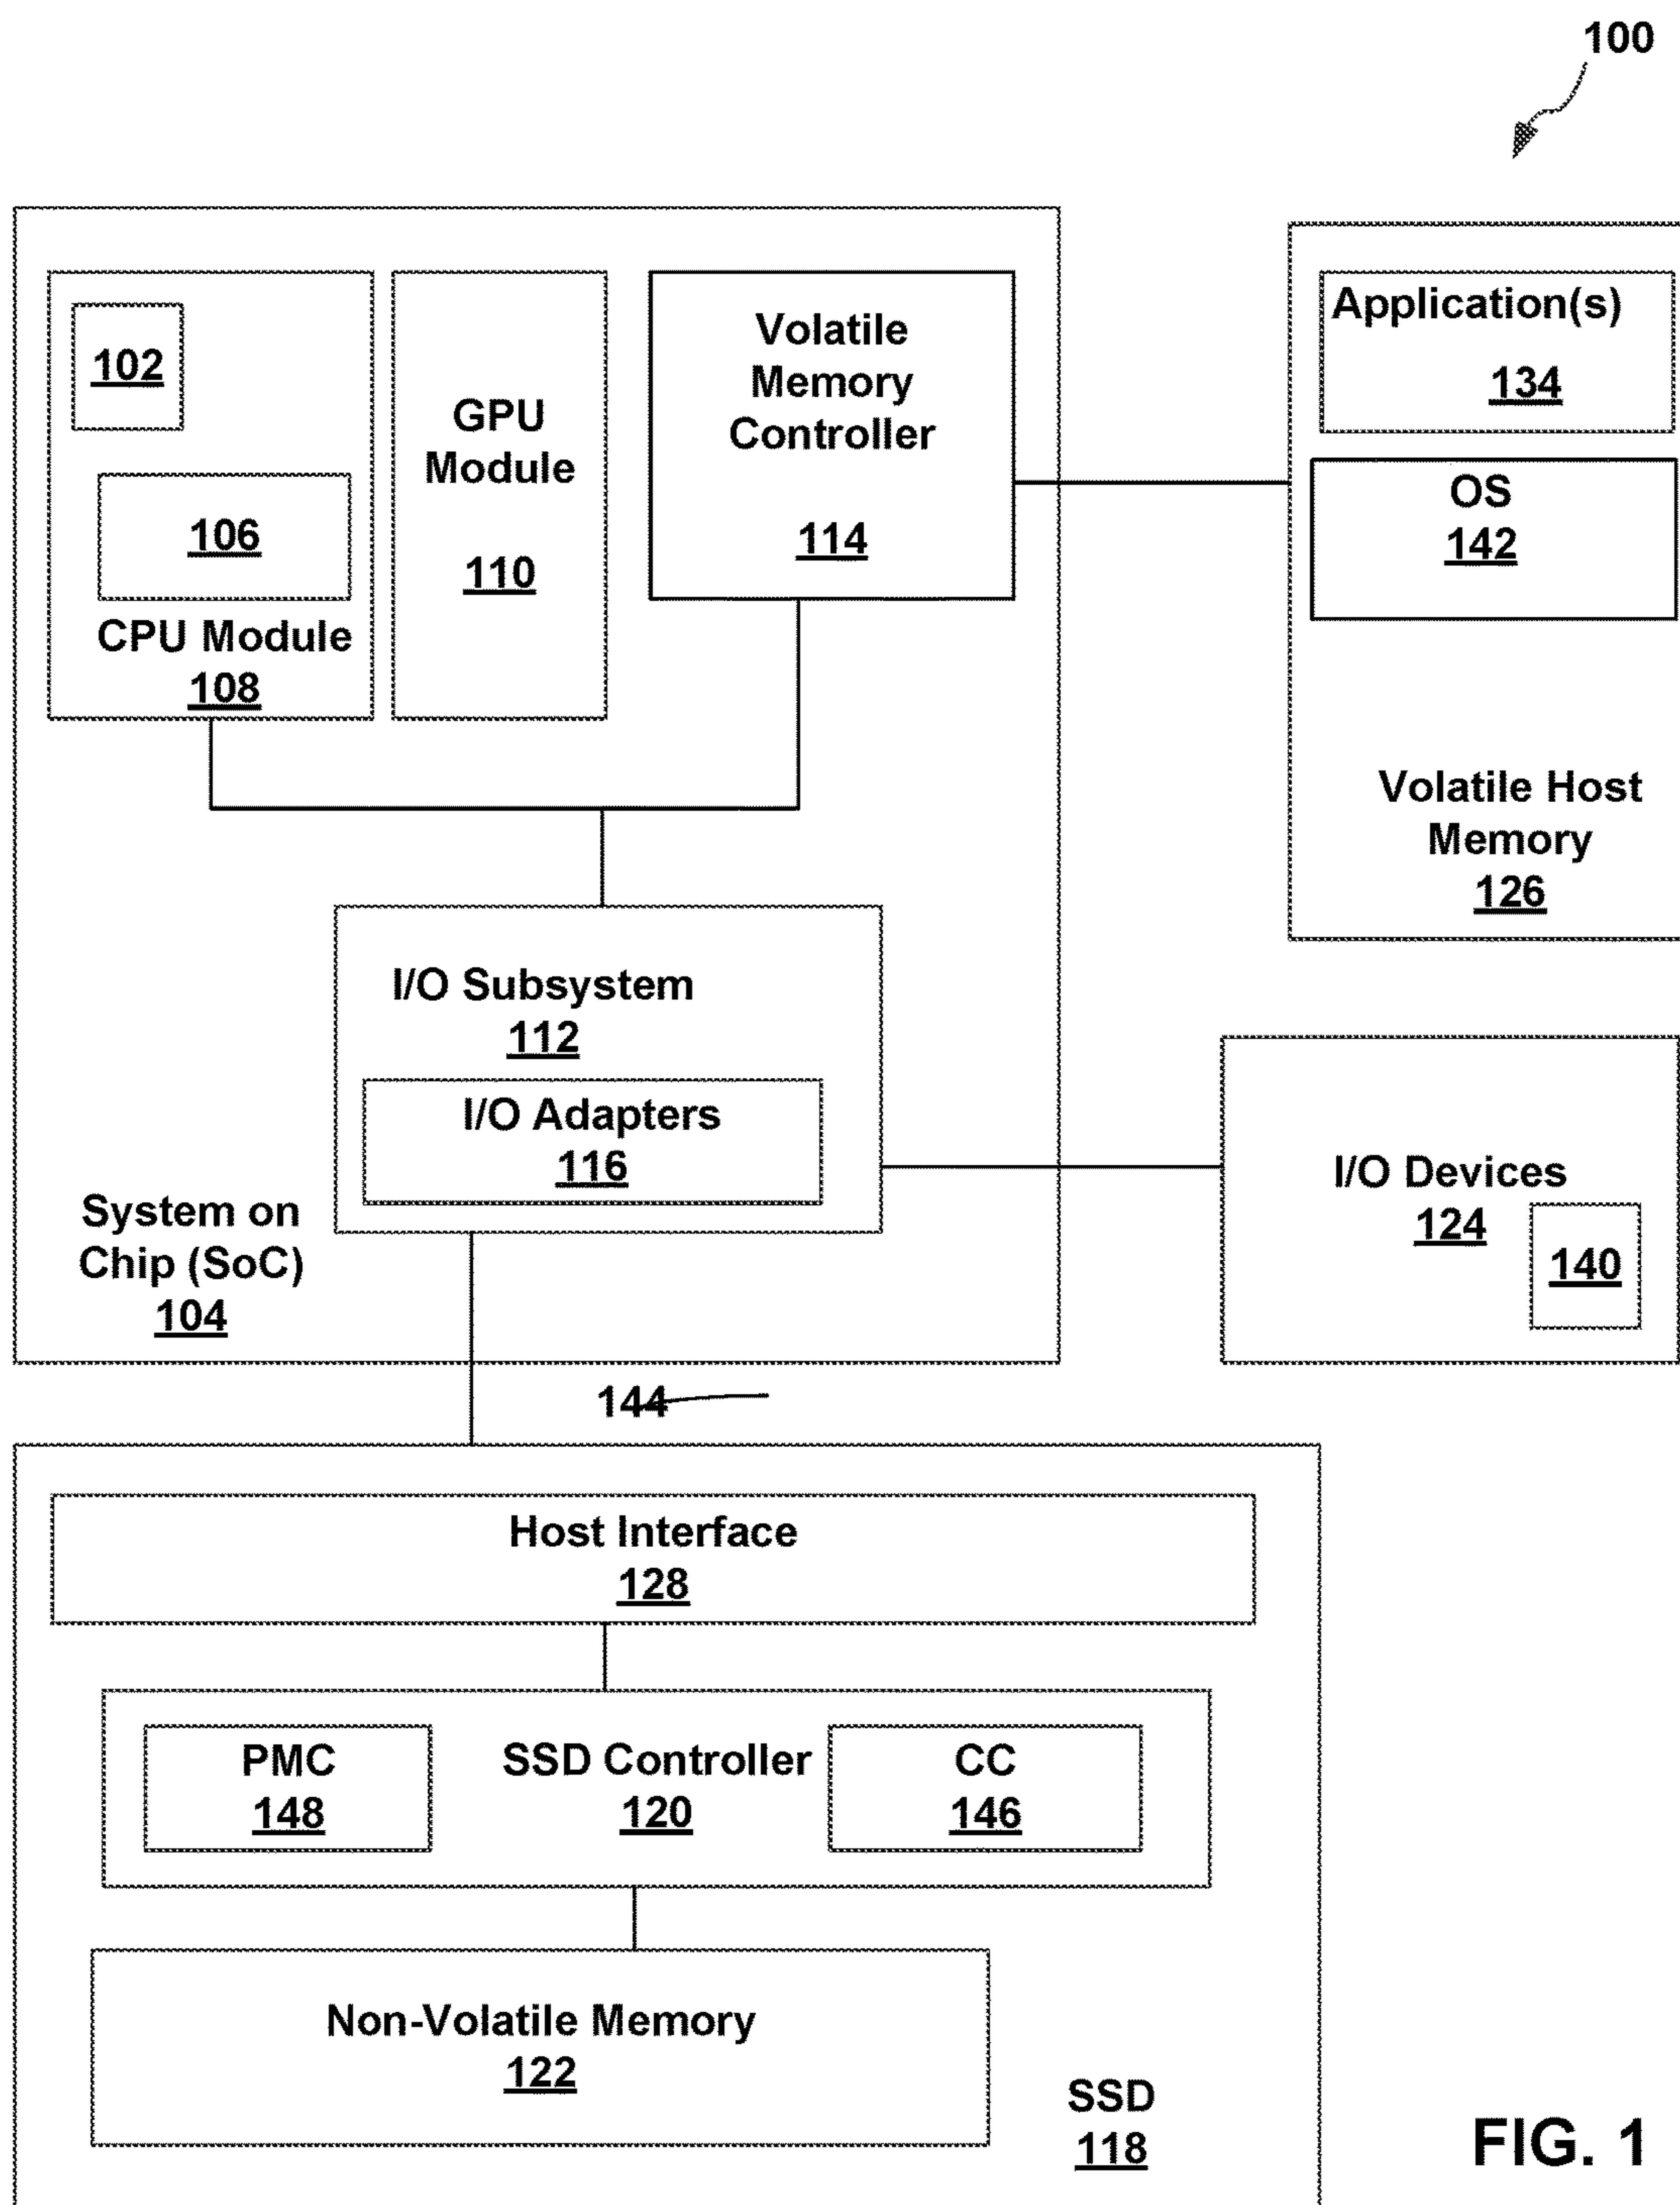 100
102
106
CPU Module
108
GPU
Module
110
Volatile
Memory
Controller
114
Application(s)
134
OS
142
Volatile Host
Memory
126
I/O Subsystem
112
I/O Adapters
116
System on
Chip (SoC)
104
I/O Devices
124
140
144
Host Interface
128
PMC
148
SSD Controller
120
CC
146
Non-Volatile Memory
122
SSD
118
FIG. 1